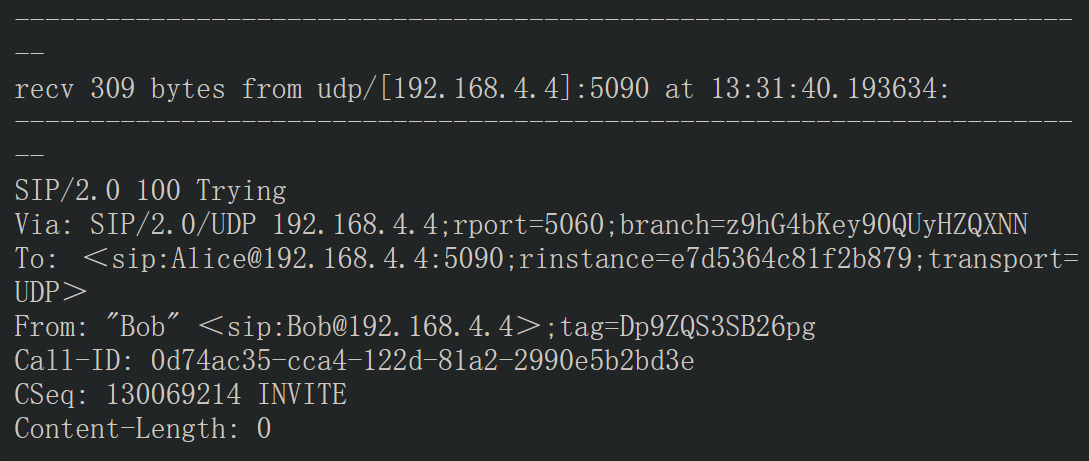 ------------------------------------------------------------------------
recv 309 bytes from udp/[192.168.4.4]:5090 at 13:31:40.193634:
------------------------------------------------------------------------
SIP/2.0 100 Trying
Via: SIP/2.0/UDP 192.168.4.4;rport=5060;branch=z9hG4bKey90QUyHZQXNN
To: <sip:Alice@192.168.4.4:5090;rinstance=e7d5364c81f2b879;transport=
UDP>
From: "Bob" <sip:Bob@192.168.4.4>;tag=Dp9ZQS3SB26pg
Call-ID: 0d74ac35-cca4-122d-81a2-2990e5b2bd3e
CSeq: 130069214 INVITE
Content-Length: 0